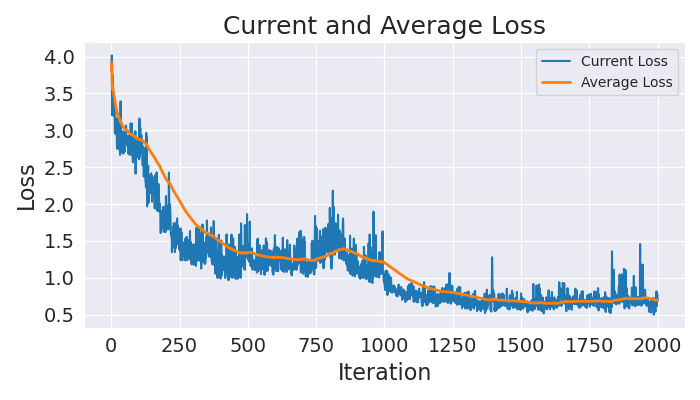 Current and Average Loss
Current Loss
Average Loss
4.0
3.5
3.0
2.5
2.0
1.5
1.0
0.5
Loss
0 250 500 750 1000 1250 1500 1750 2000
Iteration